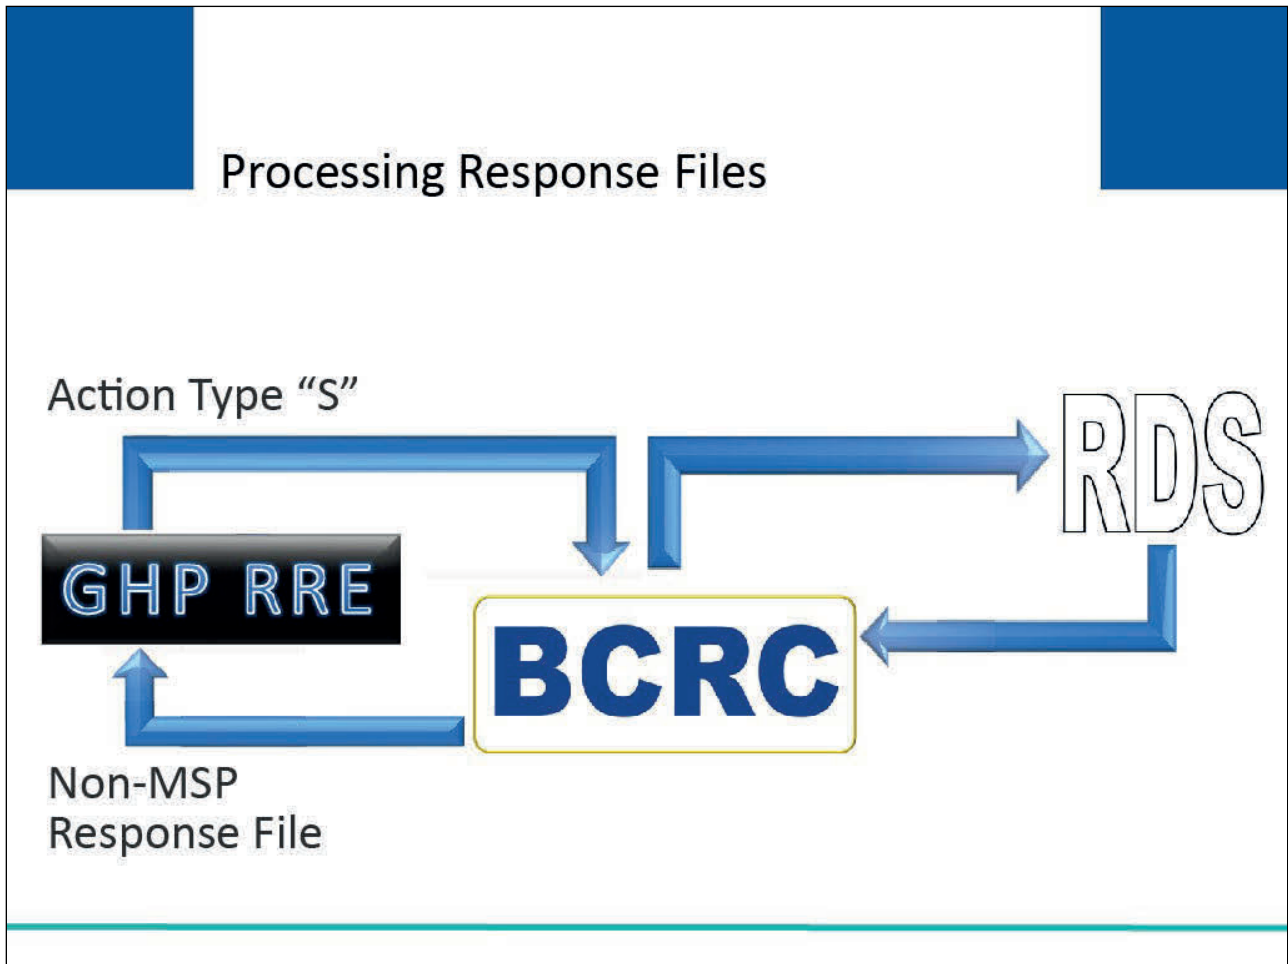 Processing Response Files
Action Type “S”
RDS
GHP RRE
BCRC
Non-MSP
Response File